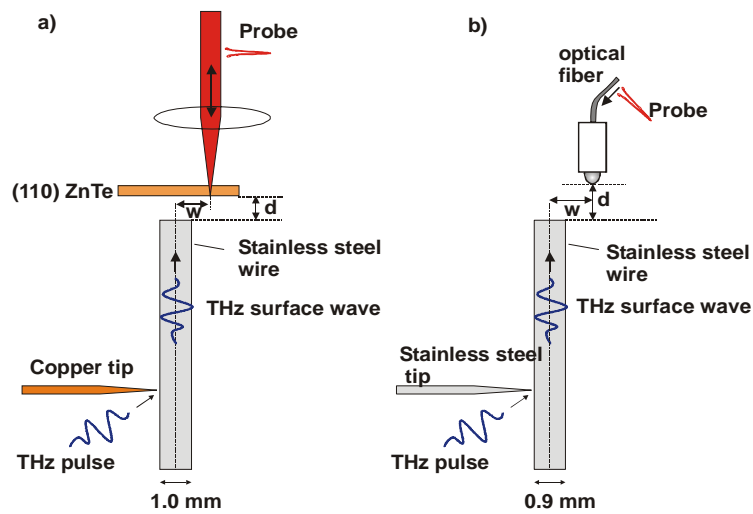 a)
Probe
(110) ZnTe
w
d
Stainless steel
wire
THz surface wave
Copper tip
THz pulse
1.0 mm
b)
optical
fiber
Probe
w
d
Stainless steel
wire
THz surface wave
Stainless steel
tip
THz pulse
0.9 mm